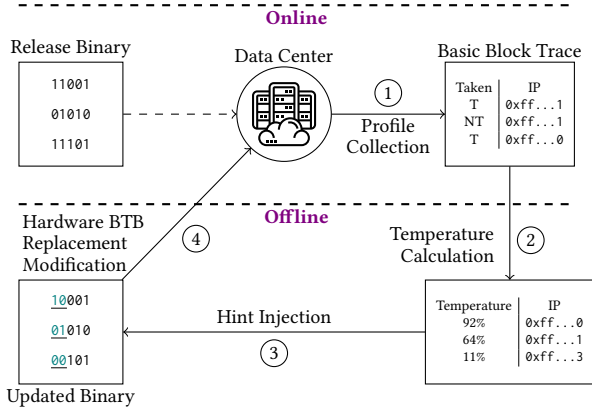 Online
Release Binary
11001
01010
11101
Data Center
1
Profile
Collection
Basic Block Trace
Taken IP
T 0xff...1
NT 0xff...1
T 0xff...0
Offline
Hardware BTB
Replacement
Modification
4
Temperature
Calculation
2
10001
01010
00101
Updated Binary
Hint Injection
3
Temperature IP
92% 0xff...0
64% 0xff...1
11% 0xff...3